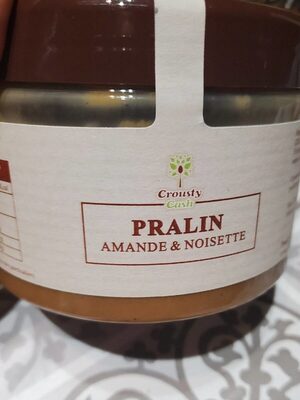 Crousty
Cash
PRALIN
AMANDE & NOISETTE